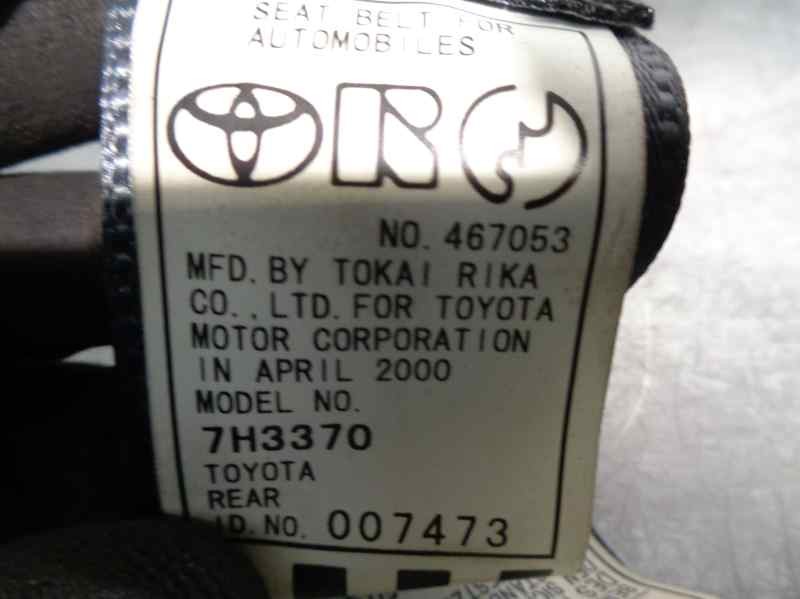 SEAT BELT FOR
AUTOMOBILES
NO. 467053
MFD. BY TOKAI RIKA
CO., LTD. FOR TOYOTA
MOTOR CORPORATION
IN APRIL 2000
MODEL NO.
7H3370
TOYOTA
REAR
I.D. NO. 007473